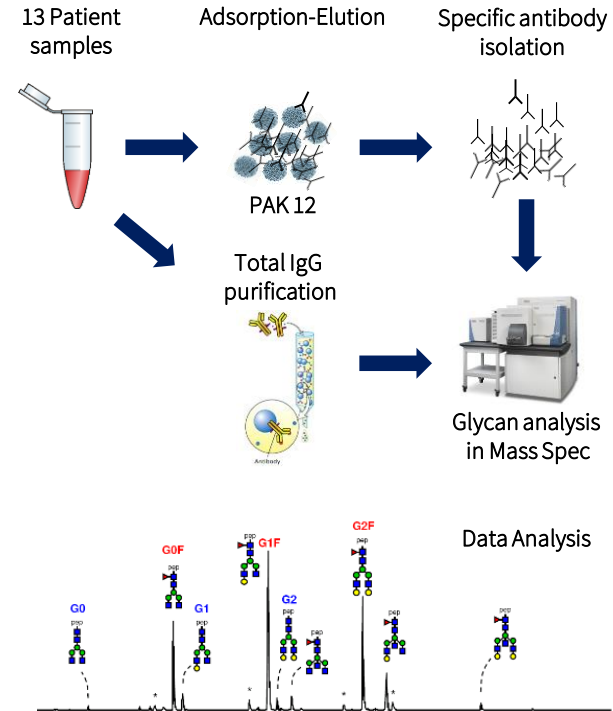 13 Patient
samples
Adsorption-Elution
Specific antibody
isolation
PAK 12
Total IgG
purification
Antibody
Glycan analysis
in Mass Spec
Data Analysis
G0
G0F
pep
G1
pep
pep
G1F
G2
pep
pep
G2F
pep
pep
pep
pep
*
*
*
*